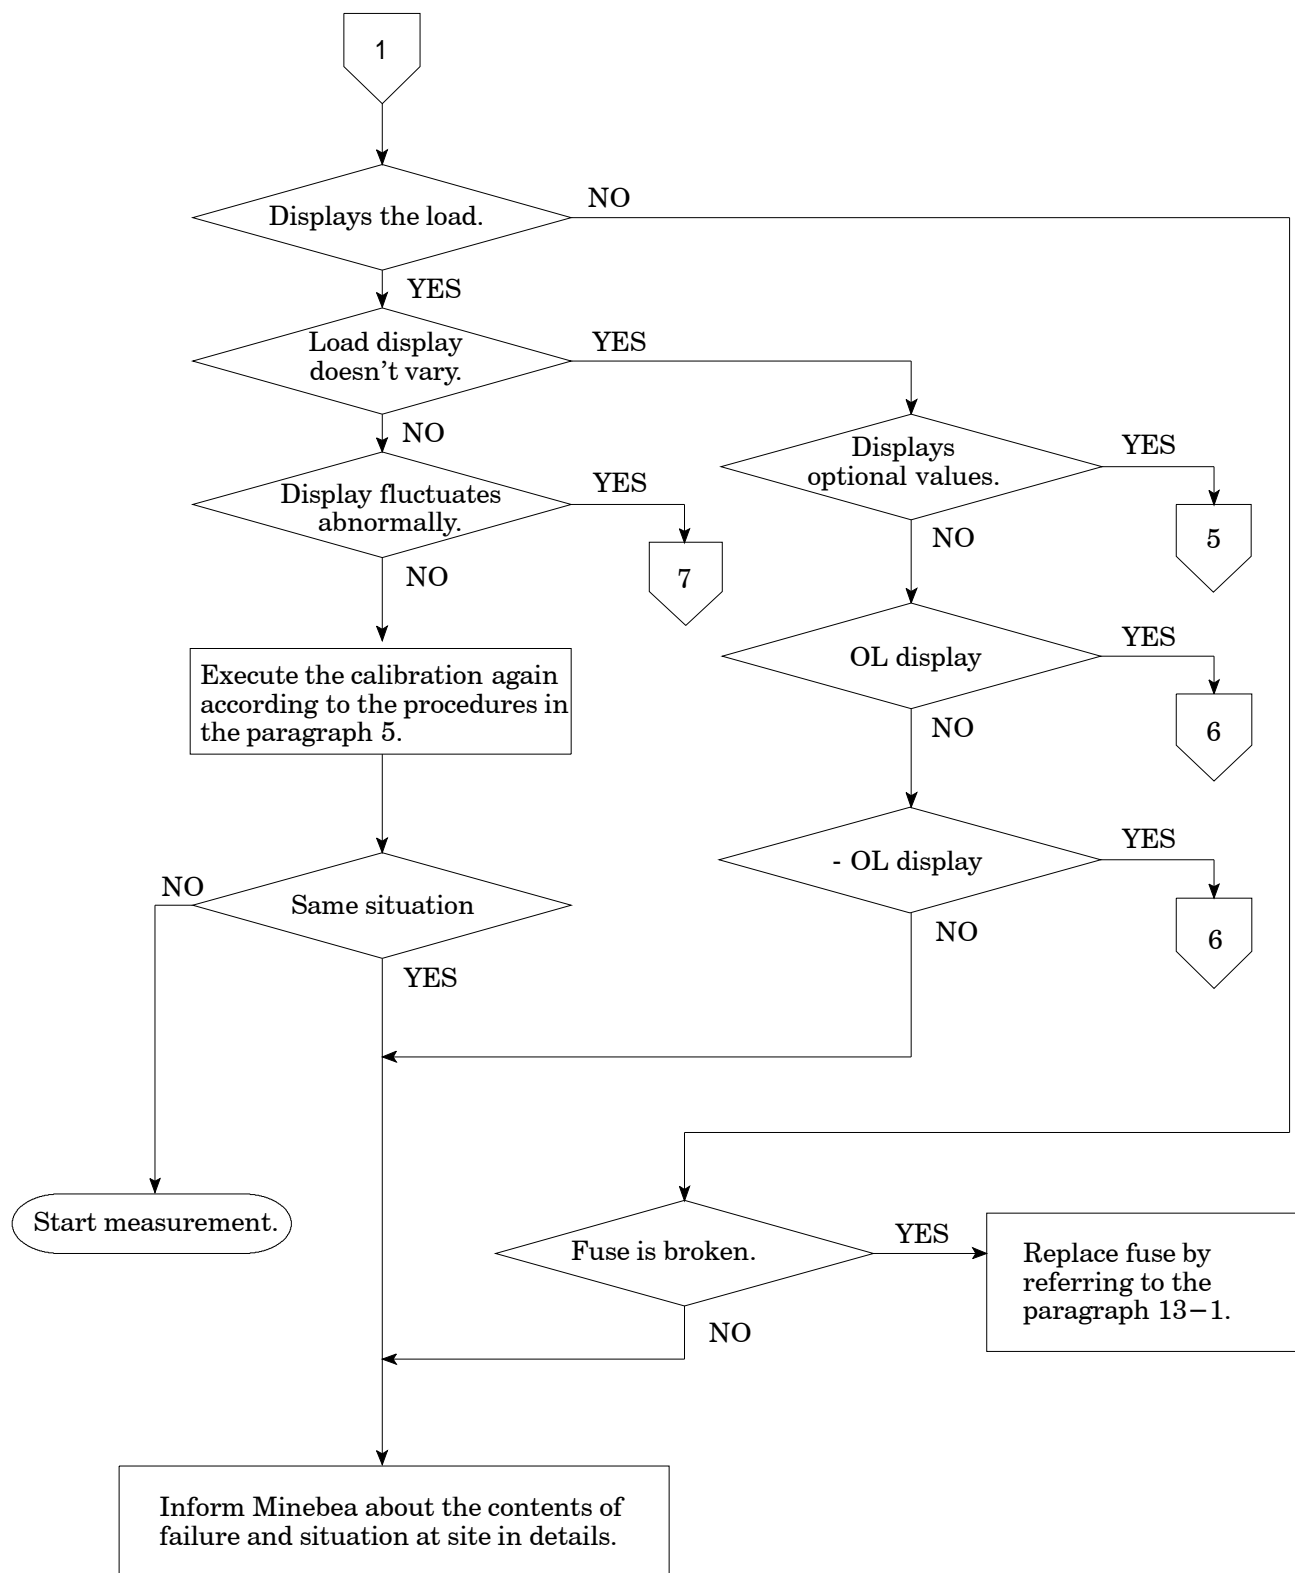 1
Displays the load.
NO
YES
Load display
doesn't vary.
YES
NO
Displays
optional values.
YES
5
NO
Display fluctuates
abnormally.
YES
7
NO
OL display
YES
6
NO
Execute the calibration again
according to the procedures in
the paragraph 5.
- OL display
YES
6
NO
Same situation
NO
YES
Start measurement.
Fuse is broken.
YES
Replace fuse by
referring to the
paragraph 13−1.
NO
Inform Minebea about the contents of
failure and situation at site in details.